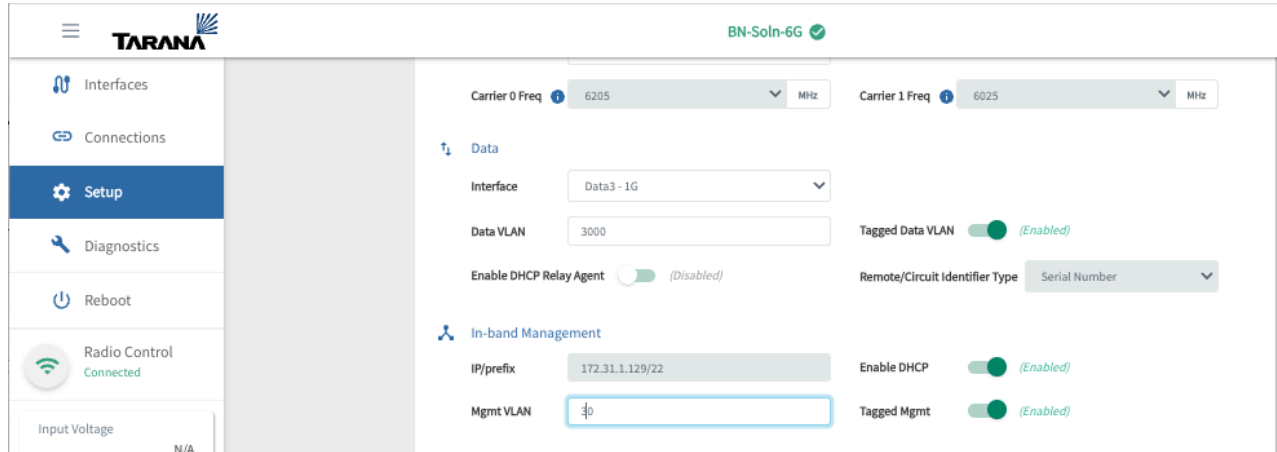 TARANA
BN-Soln-6G
Interfaces
Connections
Setup
Diagnostics
Reboot
Radio Control
Connected
Input Voltage
N/A
Carrier 0 Freq 6205 MHz Carrier 1 Freq 6025 MHz
Data
Interface Data3 - 1G
Data VLAN 3000 Tagged Data VLAN (Enabled)
Enable DHCP Relay Agent (Disabled) Remote/Circuit Identifier Type Serial Number
In-band Management
IP/prefix 172.31.1.129/22 Enable DHCP (Enabled)
Mgmt VLAN 30 Tagged Mgmt (Enabled)